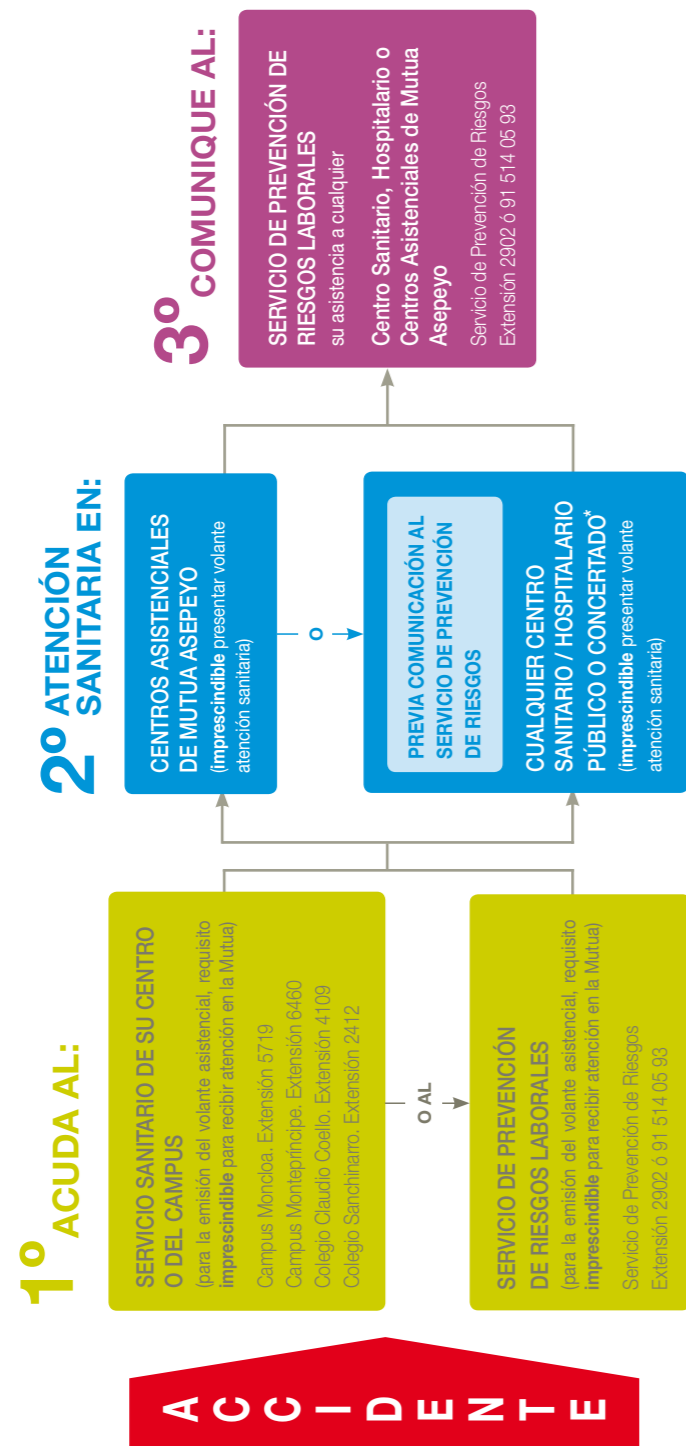 ACCIDENTE
1º ACUDA AL:
SERVICIO SANITARIO DE SU CENTRO
O DEL CAMPUS
(para la emisión del volante asistencial, requisito
imprescindible para recibir atención en la Mutua)
Campus Moncloa. Extensión 5719
Campus Montepríncipe. Extensión 6460
Colegio Claudio Coello. Extensión 4109
Colegio Sanchinarro. Extensión 2412
O AL
SERVICIO DE PREVENCIÓN
DE RIESGOS LABORALES
(para la emisión del volante asistencial, requisito
imprescindible para recibir atención en la Mutua)
Servicio de Prevención de Riesgos
Extensión 2902 ó 91 514 05 93
2º ATENCIÓN
SANITARIA EN:
CENTROS ASISTENCIALES
DE MUTUA ASEPEYO
(imprescindible presentar volante
atención sanitaria)
O
PREVIA COMUNICACIÓN AL
SERVICIO DE PREVENCIÓN
DE RIESGOS
CUALQUIER CENTRO
SANITARIO / HOSPITALARIO
PÚBLICO O CONCERTADO*
(imprescindible presentar volante
atención sanitaria)
3º COMUNIQUE AL:
SERVICIO DE PREVENCIÓN DE
RIESGOS LABORALES
su asistencia a cualquier
Centro Sanitario, Hospitalario o
Centros Asistenciales de Mutua
Asepeyo
Servicio de Prevención de Riesgos
Extensión 2902 ó 91 514 05 93